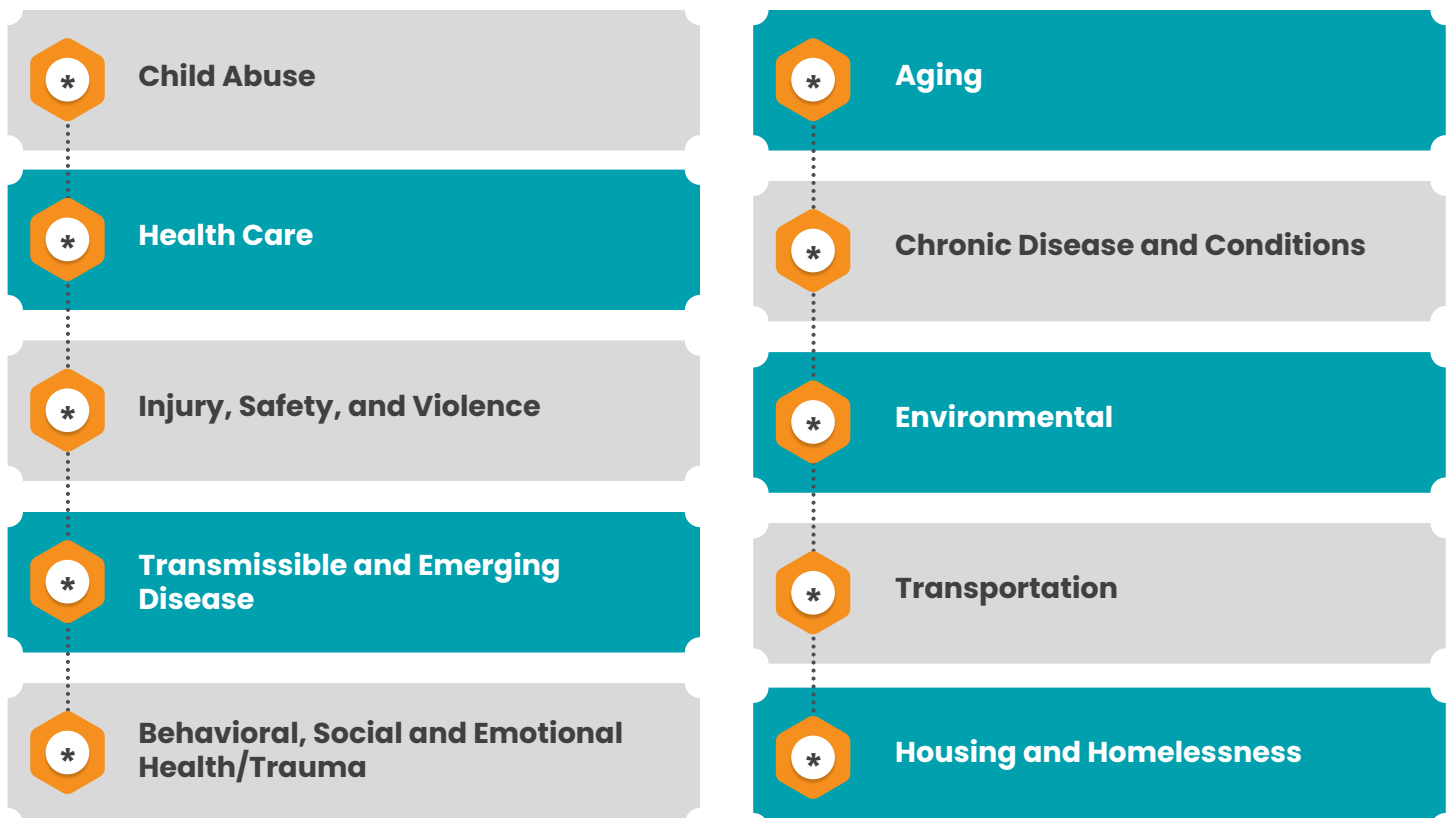 * Child Abuse
* Health Care
* Injury, Safety, and Violence
* Transmissible and Emerging
Disease
* Behavioral, Social and Emotional
Health/Trauma
* Aging
* Chronic Disease and Conditions
* Environmental
* Transportation
* Housing and Homelessness